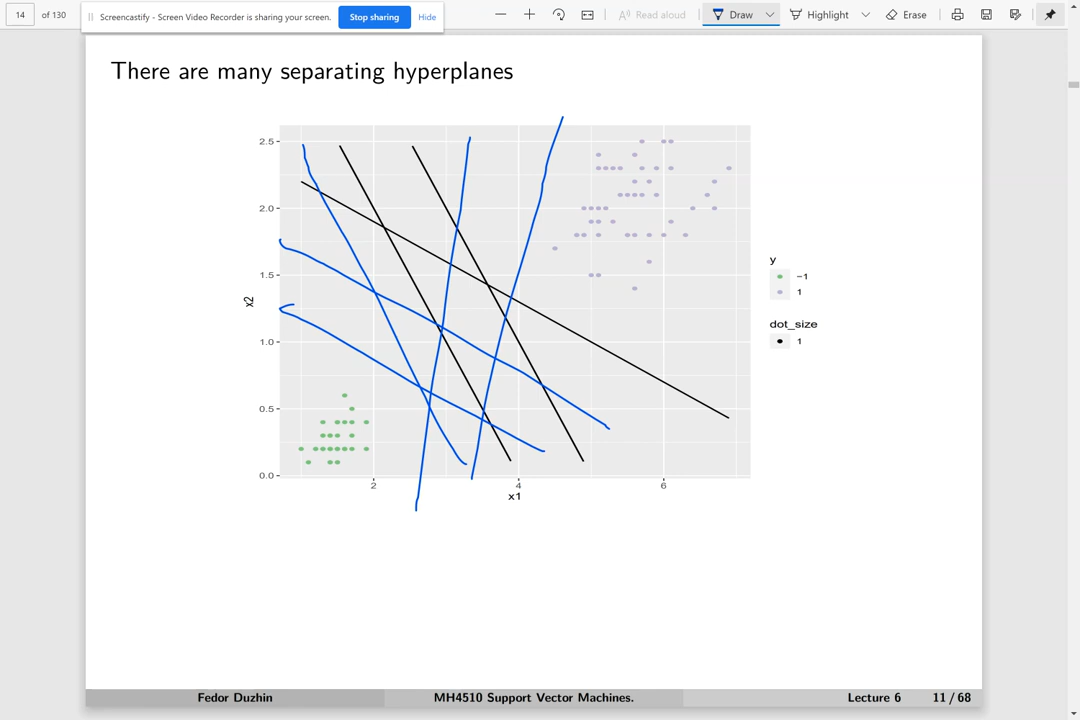 14 of 130
Screencastify - Screen Video Recorder is sharing your screen. Stop sharing Hide
Read aloud Draw Highlight Erase
There are many separating hyperplanes
2.5
2.0
1.5
1.0
0.5
0.0
x2
2 4 6
x1
y
−1
1
dot_size
1
Fedor Duzhin MH4510 Support Vector Machines. Lecture 6 11 / 68